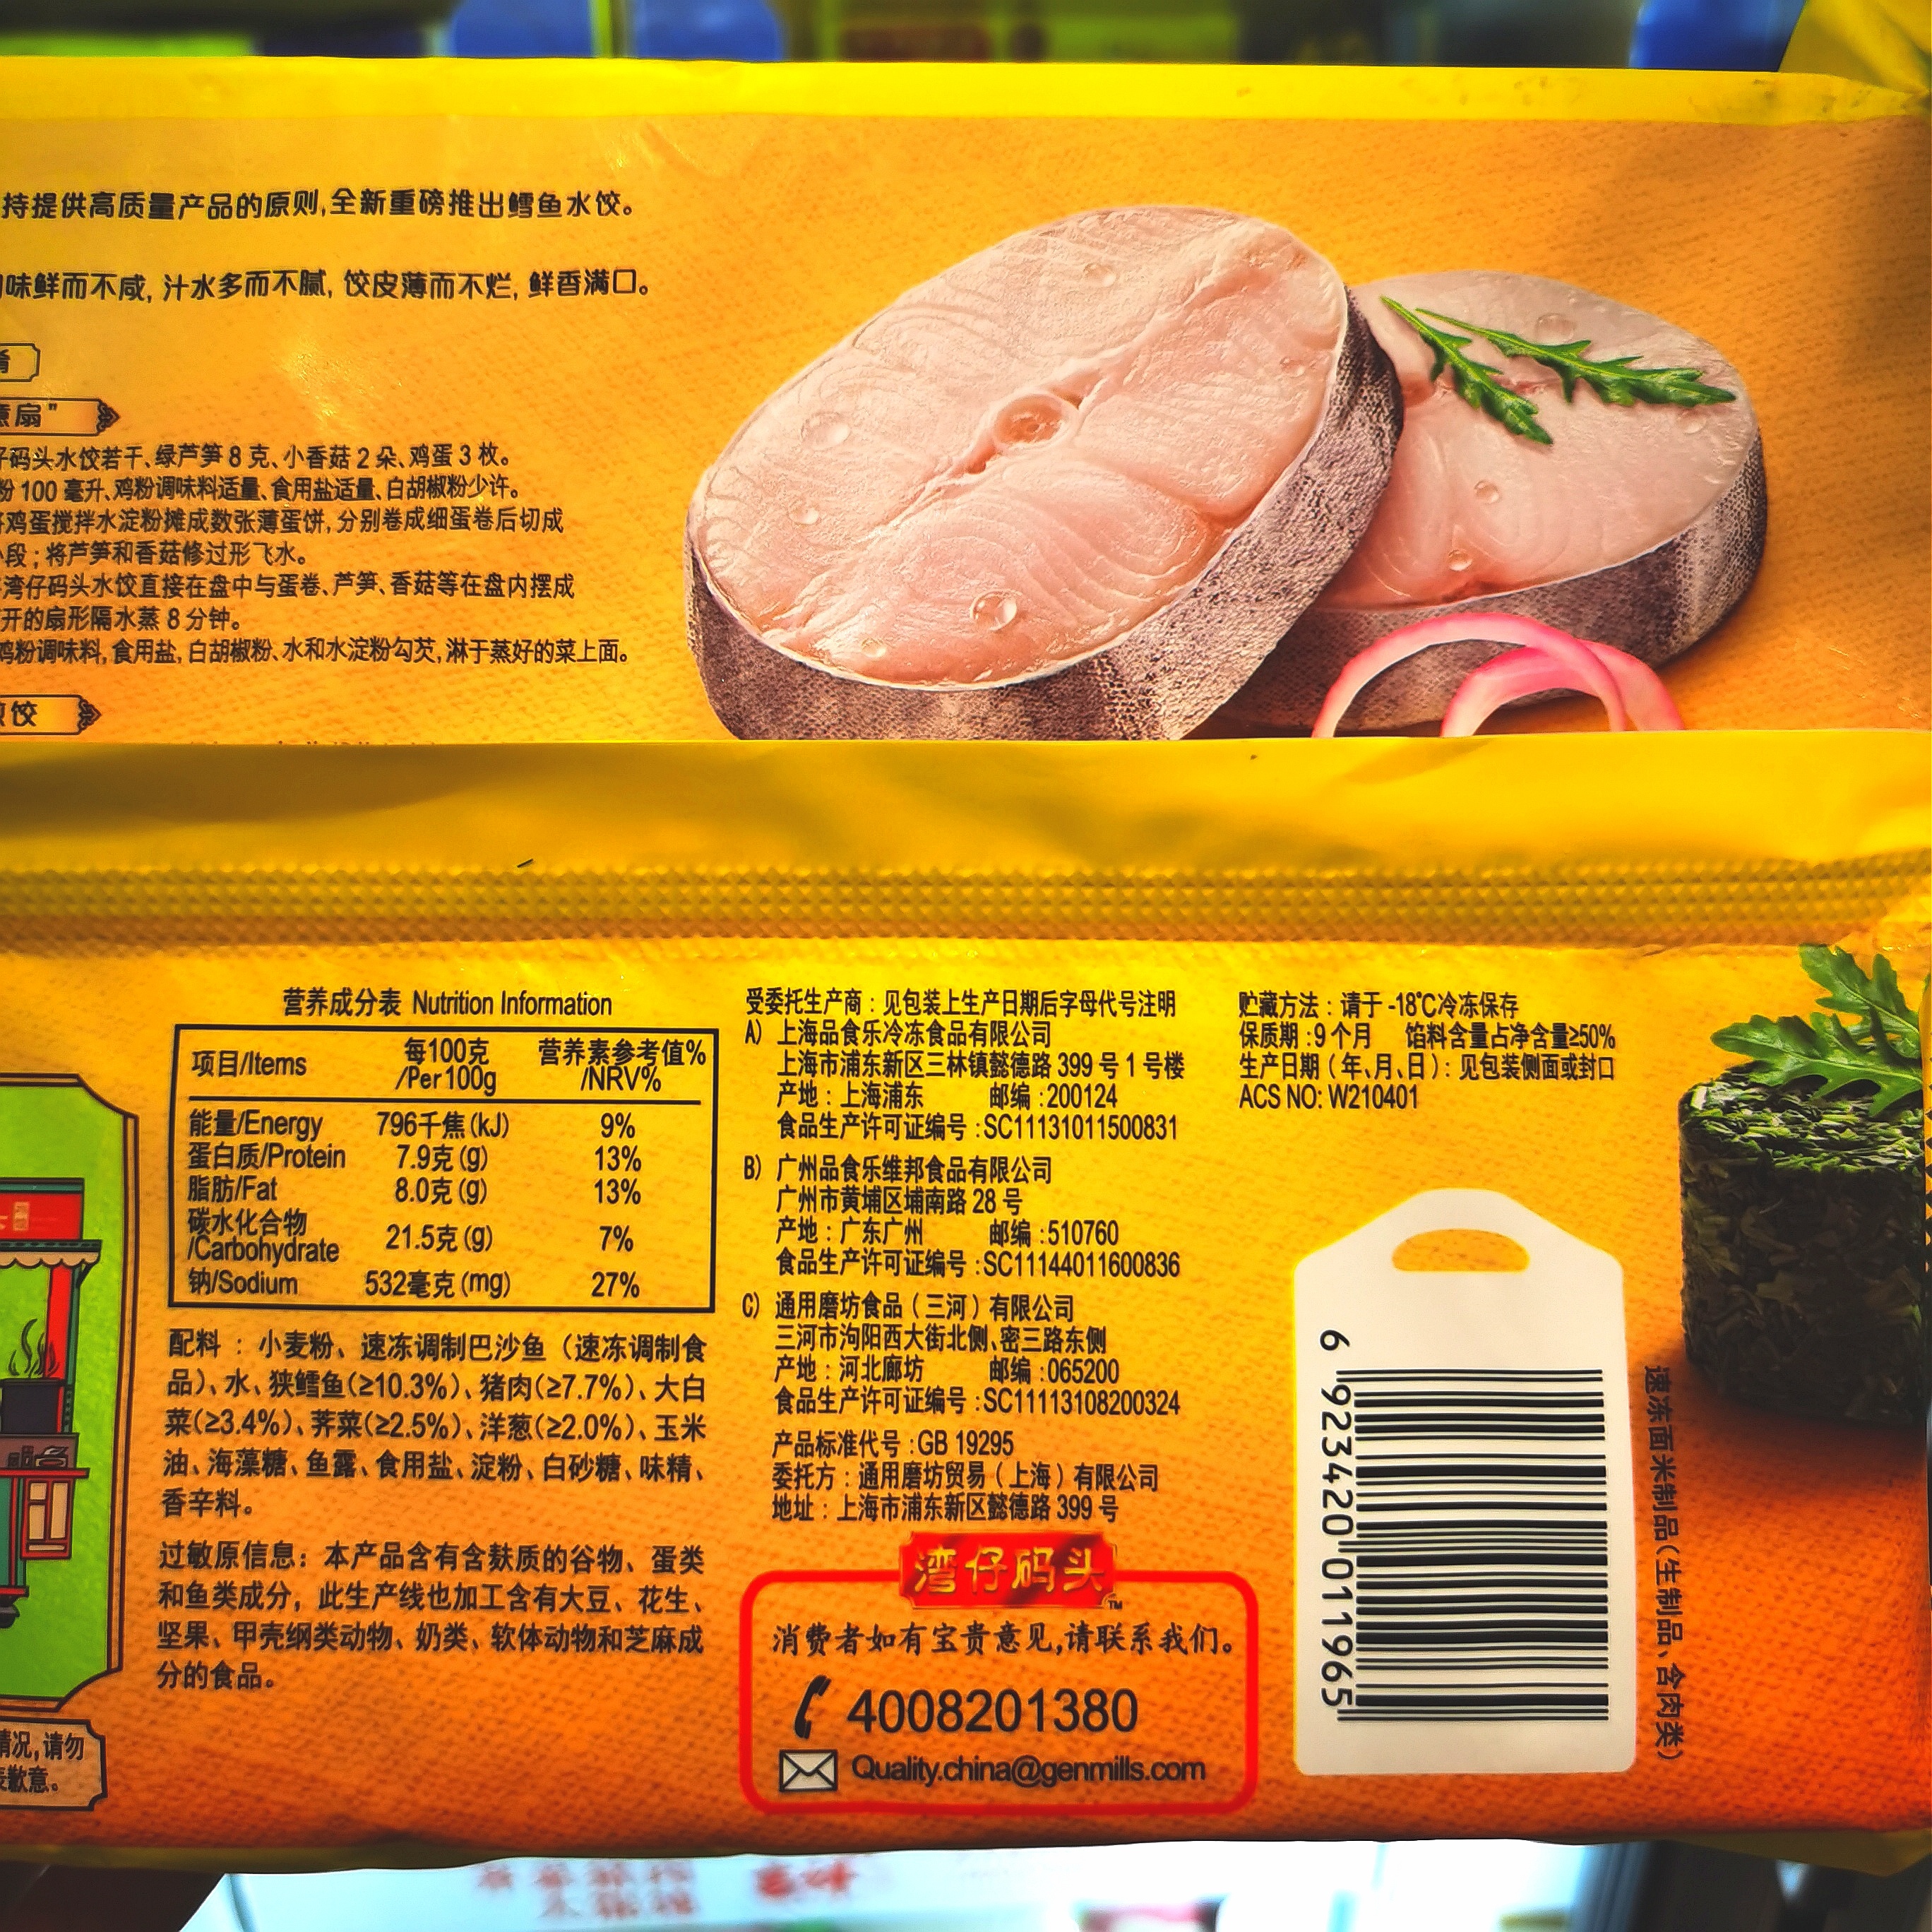 持提供高质量产品的原则,全新重磅推出鳕鱼水饺。
味鲜而不咸, 汁水多而不腻, 饺皮薄而不烂, 鲜香满口。
肴
意扇"
仔码头水饺若干、绿芦笋 8 克、小香菇 2 朵、鸡蛋 3 枚。
粉 100 毫升、鸡粉调味料适量、食用盐适量、白胡椒粉少许。
鸡蛋搅拌水淀粉摊成数张薄蛋饼, 分别卷成细蛋卷后切成
段 ; 将芦笋和香菇修过形飞水。
湾仔码头水饺直接在盘中与蛋卷、芦笋、香菇等在盘内摆成
开的扇形隔水蒸 8 分钟。
鸡粉调味料, 食用盐, 白胡椒粉、水和水淀粉勾芡, 淋于蒸好的菜上面。
饺
营养成分表 Nutrition Information
项目/Items 每100克/Per100g 营养素参考值%/NRV%
能量/Energy 796千焦 (kJ) 9%
蛋白质/Protein 7.9克 (g) 13%
脂肪/Fat 8.0克 (g) 13%
碳水化合物/Carbohydrate 21.5克 (g) 7%
钠/Sodium 532毫克 (mg) 27%
配料 : 小麦粉、速冻调制巴沙鱼（速冻调制食
品）、水、狭鳕鱼(≥10.3%)、猪肉(≥7.7%)、大白
菜(≥3.4%)、荠菜(≥2.5%)、洋葱(≥2.0%)、玉米
油、海藻糖、鱼露、食用盐、淀粉、白砂糖、味精、
香辛料。
过敏原信息：本产品含有含麸质的谷物、蛋类
和鱼类成分，此生产线也加工含有大豆、花生、
坚果、甲壳纲类动物、奶类、软体动物和芝麻成
分的食品。
情况, 请勿
歉意。
受委托生产商 : 见包装上生产日期后字母代号注明
A) 上海品食乐冷冻食品有限公司
上海市浦东新区三林镇懿德路 399 号 1 号楼
产地 : 上海浦东 邮编 :200124
食品生产许可证编号 :SC11131011500831
B) 广州品食乐维邦食品有限公司
广州市黄埔区埔南路 28 号
产地 : 广东广州 邮编 :510760
食品生产许可证编号 :SC11144011600836
C) 通用磨坊食品（三河）有限公司
三河市泃阳西大街北侧、密三路东侧
产地 : 河北廊坊 邮编 :065200
食品生产许可证编号 :SC11113108200324
产品标准代号 :GB 19295
委托方 : 通用磨坊贸易（上海）有限公司
地址 : 上海市浦东新区懿德路 399 号
湾仔码头 TM
消费者如有宝贵意见,请联系我们。
4008201380
Quality.china@genmills.com
贮藏方法 : 请于 -18℃冷冻保存
保质期 :9 个月 馅料含量占净含量≥50%
生产日期（年、月、日）: 见包装侧面或封口
ACS NO: W210401
6 923420 011965
速冻面米制品（生制品、含肉类）